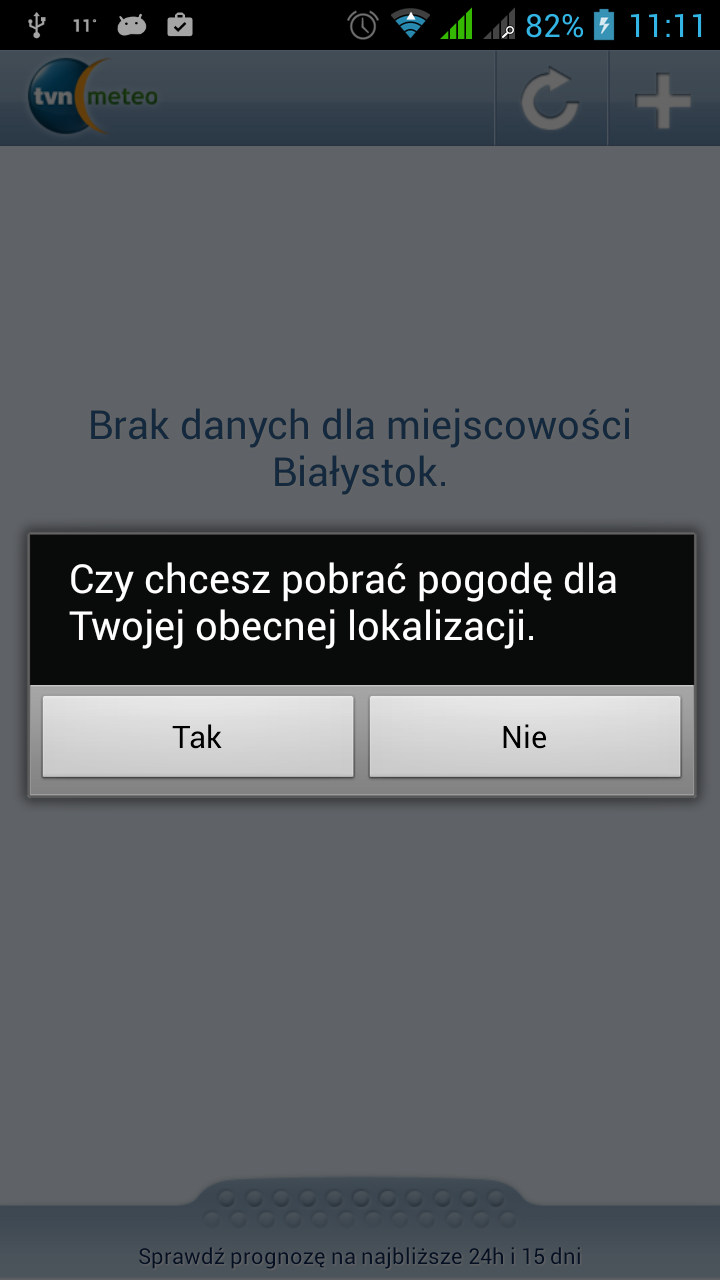 11° 82% 11:11
tvn meteo
Brak danych dla miejscowości
Białystok.
Czy chcesz pobrać pogodę dla
Twojej obecnej lokalizacji.
Tak Nie
Sprawdź prognozę na najbliższe 24h i 15 dni